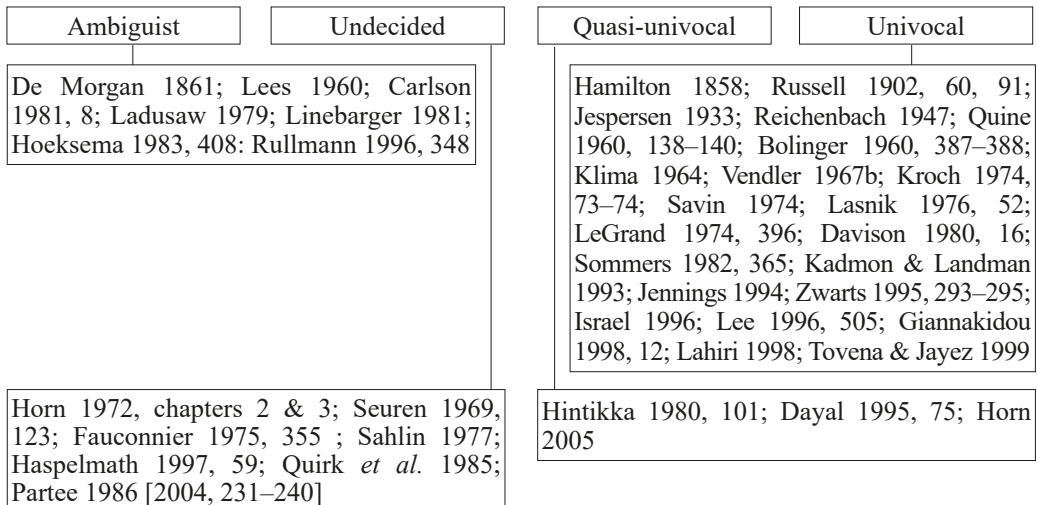 Ambiguist
Undecided
Quasi-univocal
Univocal
De Morgan 1861; Lees 1960; Carlson
1981, 8; Ladusaw 1979; Linebarger 1981;
Hoeksema 1983, 408: Rullmann 1996, 348
Hamilton 1858; Russell 1902, 60, 91;
Jespersen 1933; Reichenbach 1947; Quine
1960, 138–140; Bolinger 1960, 387–388;
Klima 1964; Vendler 1967b; Kroch 1974,
73–74; Savin 1974; Lasnik 1976, 52;
LeGrand 1974, 396; Davison 1980, 16;
Sommers 1982, 365; Kadmon & Landman
1993; Jennings 1994; Zwarts 1995, 293–295;
Israel 1996; Lee 1996, 505; Giannakidou
1998, 12; Lahiri 1998; Tovena & Jayez 1999
Horn 1972, chapters 2 & 3; Seuren 1969,
123; Fauconnier 1975, 355 ; Sahlin 1977;
Haspelmath 1997, 59; Quirk et al. 1985;
Partee 1986 [2004, 231–240]
Hintikka 1980, 101; Dayal 1995, 75; Horn
2005